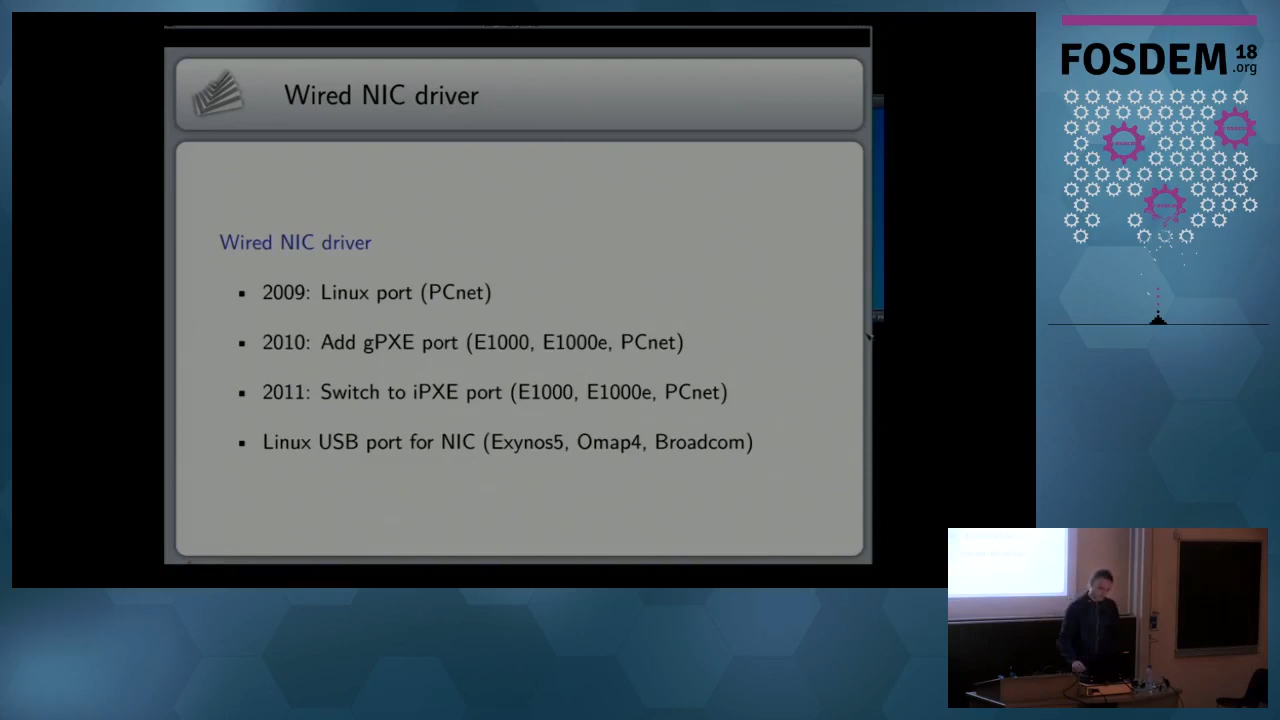 Wired NIC driver
Wired NIC driver
2009: Linux port (PCnet)
2010: Add gPXE port (E1000, E1000e, PCnet)
2011: Switch to iPXE port (E1000, E1000e, PCnet)
Linux USB port for NIC (Exynos5, Omap4, Broadcom)
FOSDEM 18
.org